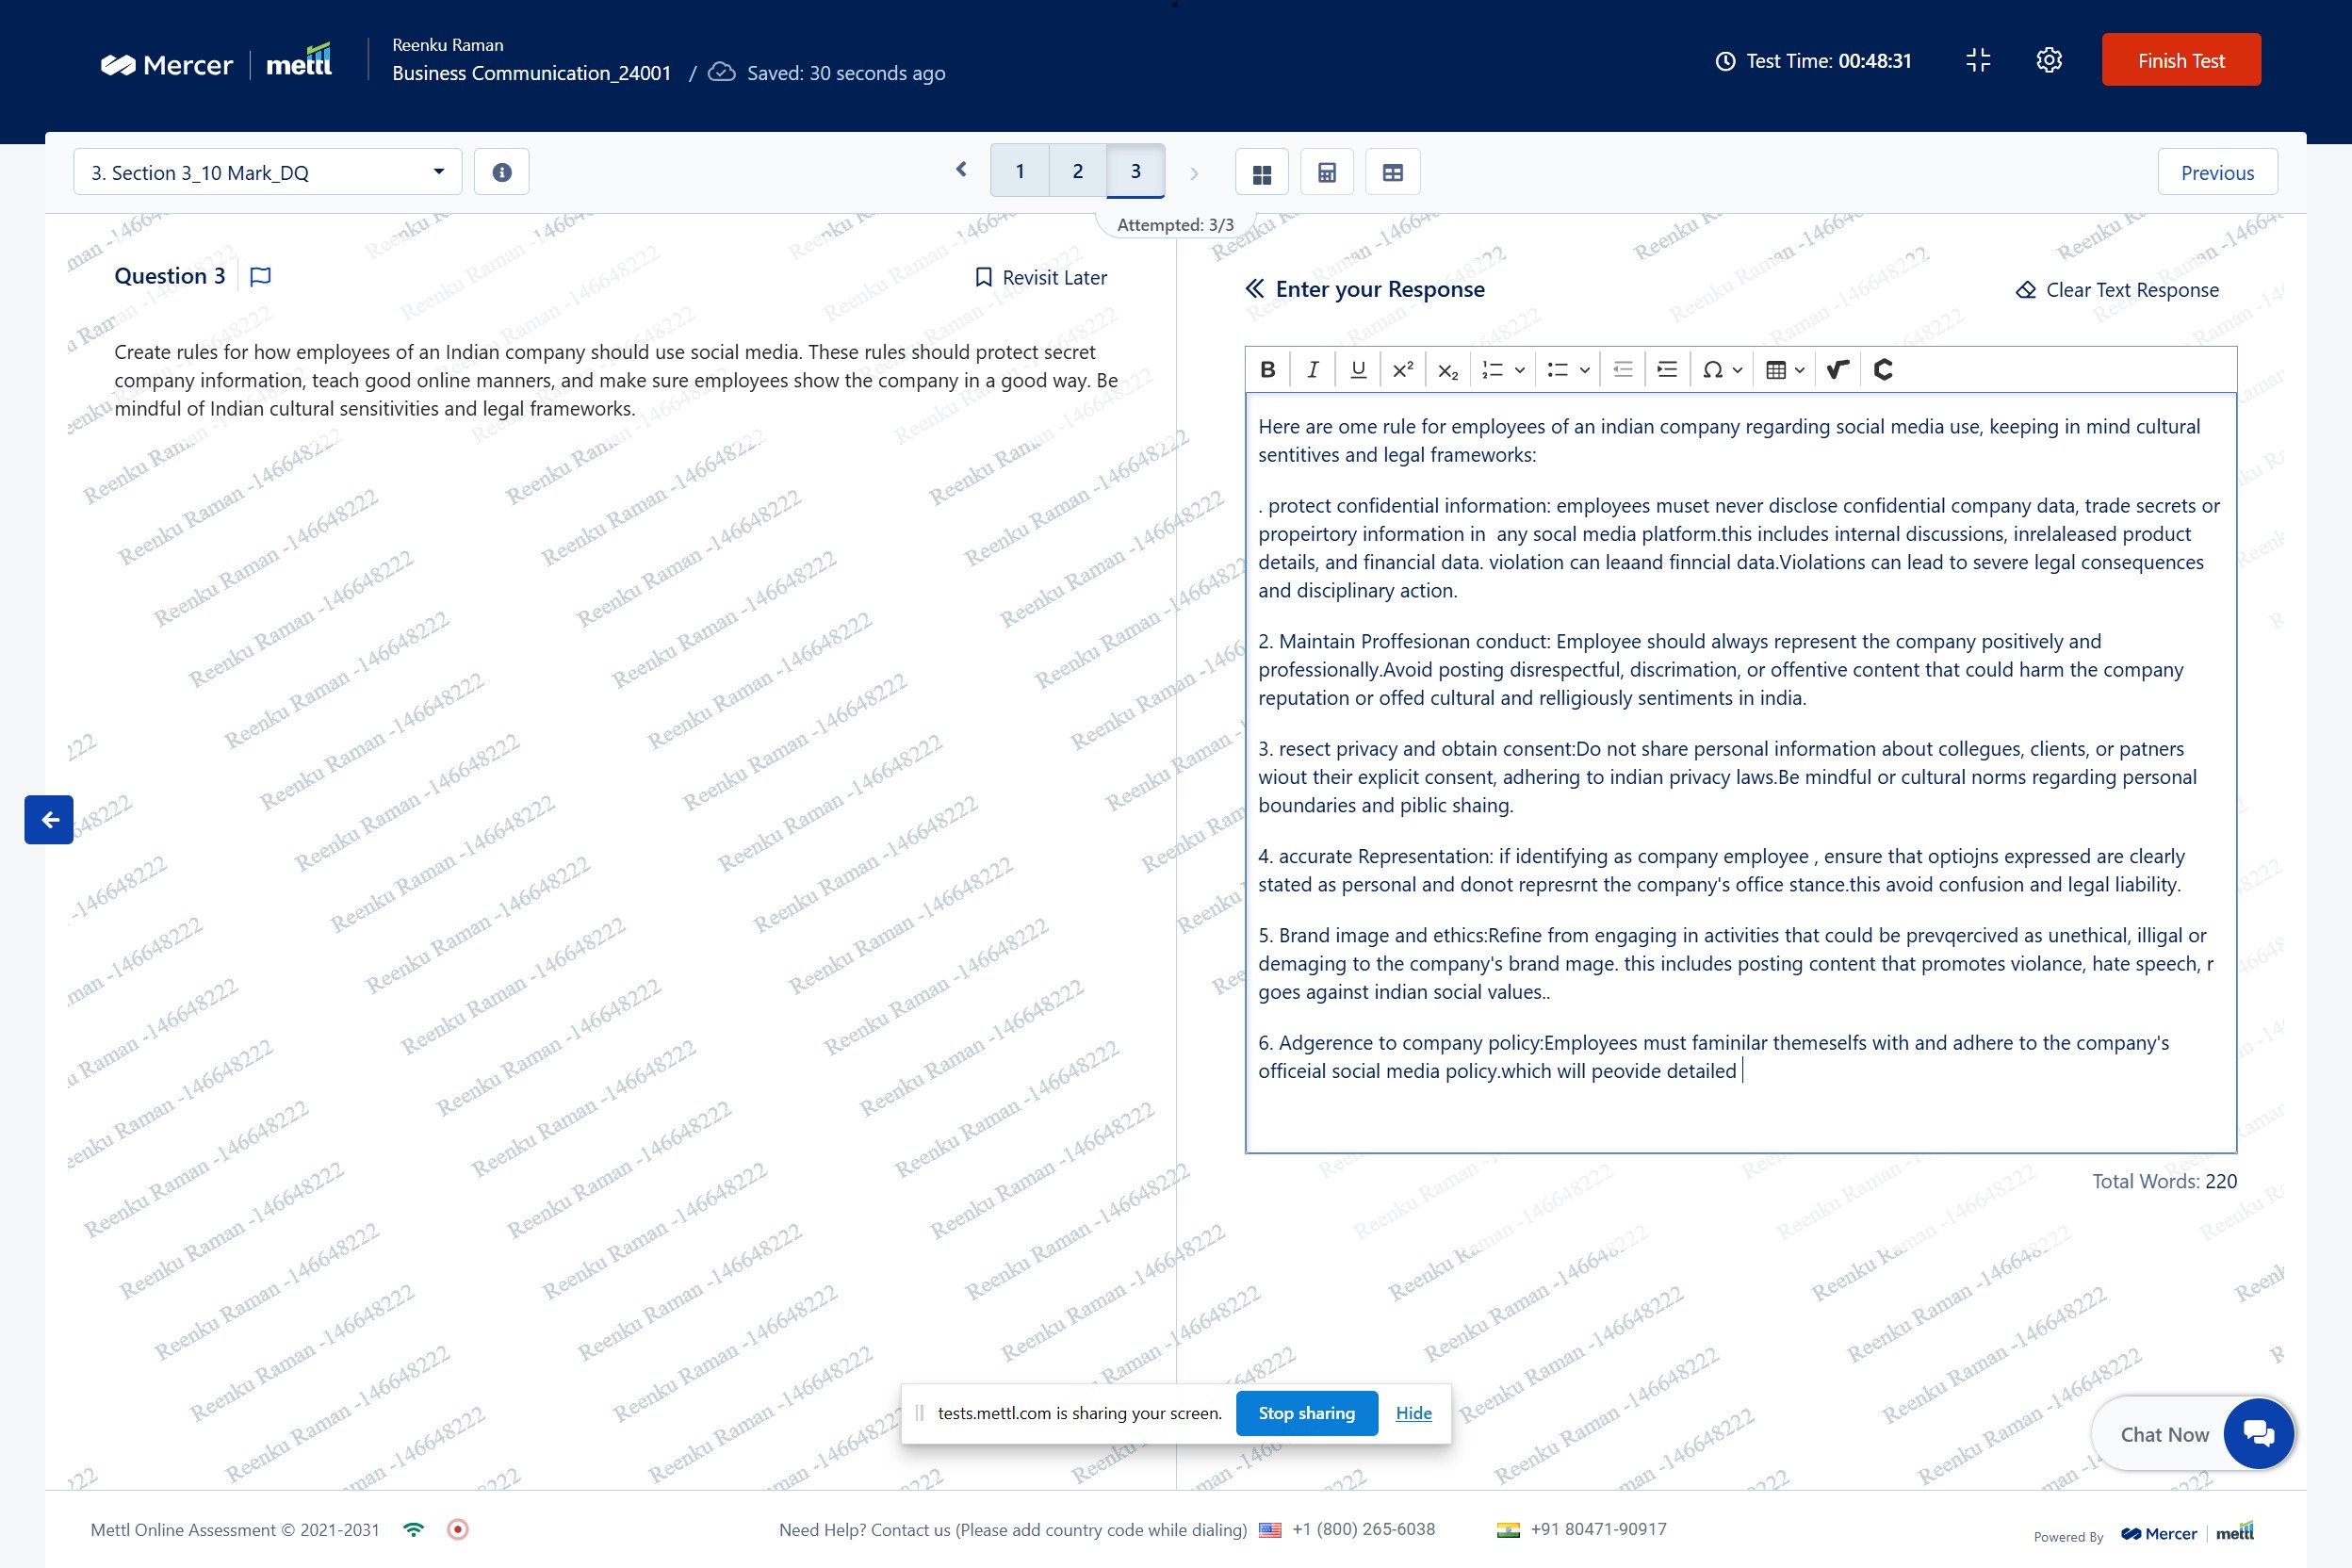 Mercer | mettl
Reenku Raman
Business Communication_24001 / Saved: 30 seconds ago
Test Time: 00:48:31
Finish Test
3. Section 3_10 Mark_DQ
1 2 3
Previous
Attempted: 3/3
Question 3
Revisit Later
Create rules for how employees of an Indian company should use social media. These rules should protect secret
company information, teach good online manners, and make sure employees show the company in a good way. Be
mindful of Indian cultural sensitivities and legal frameworks.
Enter your Response
Clear Text Response
B I U x² x₂ Ω
Here are ome rule for employees of an indian company regarding social media use, keeping in mind cultural
sentitives and legal frameworks:
. protect confidential information: employees muset never disclose confidential company data, trade secrets or
propeirtory information in  any socal media platform.this includes internal discussions, inrelaleased product
details, and financial data. violation can leaand finncial data.Violations can lead to severe legal consequences
and disciplinary action.
2. Maintain Proffesionan conduct: Employee should always represent the company positively and
professionally.Avoid posting disrespectful, discrimation, or offentive content that could harm the company
reputation or offed cultural and relligiously sentiments in india.
3. resect privacy and obtain consent:Do not share personal information about collegues, clients, or patners
wiout their explicit consent, adhering to indian privacy laws.Be mindful or cultural norms regarding personal
boundaries and piblic shaing.
4. accurate Representation: if identifying as company employee , ensure that optiojns expressed are clearly
stated as personal and donot represrnt the company's office stance.this avoid confusion and legal liability.
5. Brand image and ethics:Refine from engaging in activities that could be prevqercived as unethical, illigal or
demaging to the company's brand mage. this includes posting content that promotes violance, hate speech, r
goes against indian social values..
6. Adgerence to company policy:Employees must faminilar themeselfs with and adhere to the company's
officeial social media policy.which will peovide detailed
Total Words: 220
Reenku Raman -146648222
tests.mettl.com is sharing your screen.
Stop sharing
Hide
Chat Now
Mettl Online Assessment © 2021-2031
Need Help? Contact us (Please add country code while dialing) +1 (800) 265-6038 +91 80471-90917
Powered By Mercer | mettl